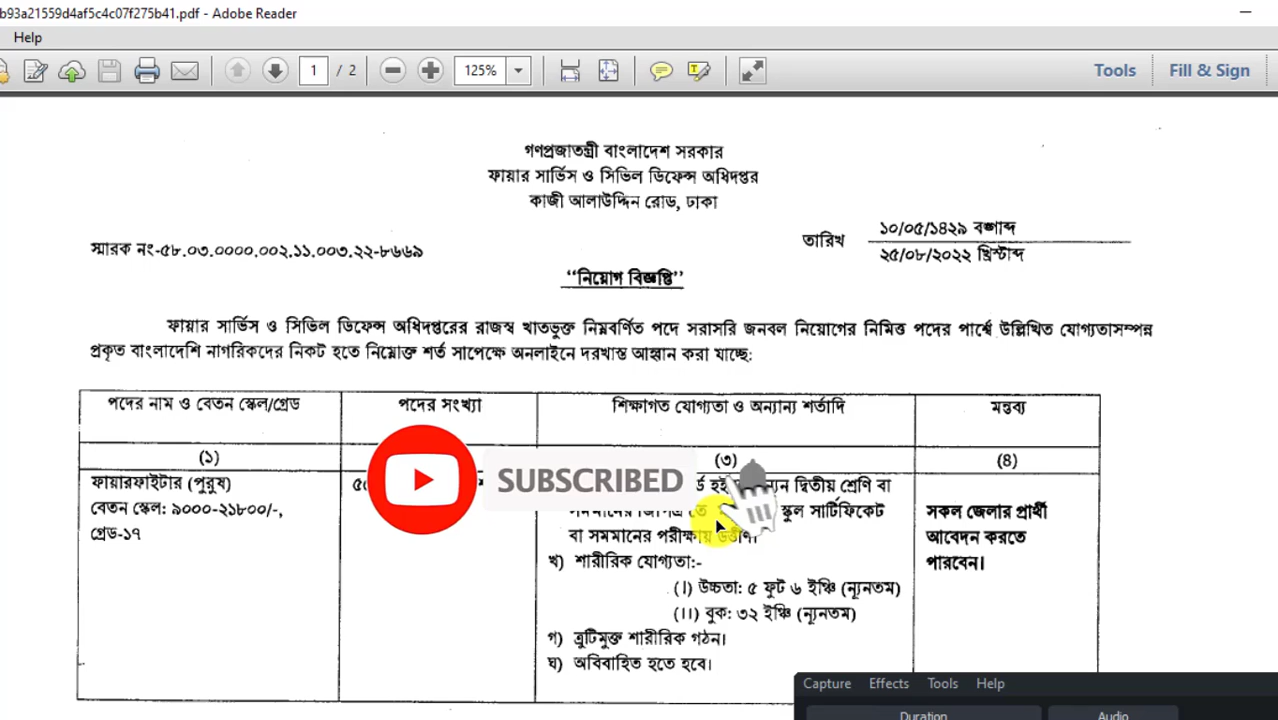 b93a21559d4af5c4c07f275b41.pdf - Adobe Reader
Help
1 / 2 125% Tools Fill & Sign
গণপ্রজাতন্ত্রী বাংলাদেশ সরকার
ফায়ার সার্ভিস ও সিভিল ডিফেন্স অধিদপ্তর
কাজী আলাউদ্দিন রোড, ঢাকা
স্মারক নং-৫৮.০৩.০০০০.০০২.১১.০০৩.২২-৮৬৬৯
তারিখ
১০/০৫/১৪২৯ বঙ্গাব্দ
২৫/০৮/২০২২ খ্রিস্টাব্দ
“নিয়োগ বিজ্ঞপ্তি”
ফায়ার সার্ভিস ও সিভিল ডিফেন্স অধিদপ্তরের রাজস্ব খাতভুক্ত নিম্নবর্ণিত পদে সরাসরি জনবল নিয়োগের নিমিত্ত পদের পার্শ্বে উল্লিখিত যোগ্যতাসম্পন্ন
প্রকৃত বাংলাদেশি নাগরিকদের নিকট হতে নিম্নোক্ত শর্ত সাপেক্ষে অনলাইনে দরখাস্ত আহ্বান করা যাচ্ছে:
পদের নাম ও বেতন স্কেল/গ্রেড
পদের সংখ্যা
শিক্ষাগত যোগ্যতা ও অন্যান্য শর্তাদি
মন্তব্য
(১)
(৩)
(৪)
ফায়ারফাইটার (পুরুষ)
বেতন স্কেল: ৯০০০-২১৮০০/-,
গ্রেড-১৭
SUBSCRIBED
দ্বিতীয় শ্রেণি বা
স্কুল সার্টিফিকেট
বা সমমানের পরীক্ষায় উত্তীর্ণ।
খ) শারীরিক যোগ্যতা:-
(I) উচ্চতা: ৫ ফুট ৬ ইঞ্চি (ন্যূনতম)
(II) বুক: ৩২ ইঞ্চি (ন্যূনতম)
গ) ত্রুটিমুক্ত শারীরিক গঠন।
ঘ) অবিবাহিত হতে হবে।
সকল জেলার প্রার্থী
আবেদন করতে
পারবেন।
Capture Effects Tools Help
Duration Audio